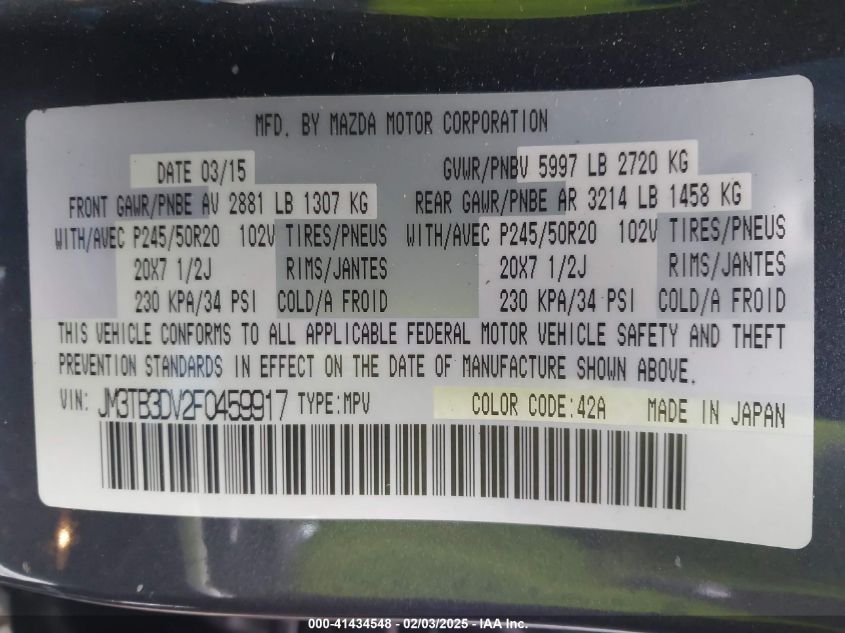 MFD. BY MAZDA MOTOR CORPORATION
DATE 03/15 GVWR/PNBV 5997 LB 2720 KG
FRONT GAWR/PNBE AV 2881 LB 1307 KG REAR GAWR/PNBE AR 3214 LB 1458 KG
WITH/AVEC P245/50R20 102V TIRES/PNEUS WITH/AVEC P245/50R20 102V TIRES/PNEUS
20X7 1/2J RIMS/JANTES 20X7 1/2J RIMS/JANTES
230 KPA/34 PSI COLD/A FROID 230 KPA/34 PSI COLD/A FROID
THIS VEHICLE CONFORMS TO ALL APPLICABLE FEDERAL MOTOR VEHICLE SAFETY AND THEFT
PREVENTION STANDARDS IN EFFECT ON THE DATE OF MANUFACTURE SHOWN ABOVE.
VIN: JM3TB3DV2F0459917 TYPE:MPV COLOR CODE:42A MADE IN JAPAN
000-41434548 - 02/03/2025 - IAA Inc.